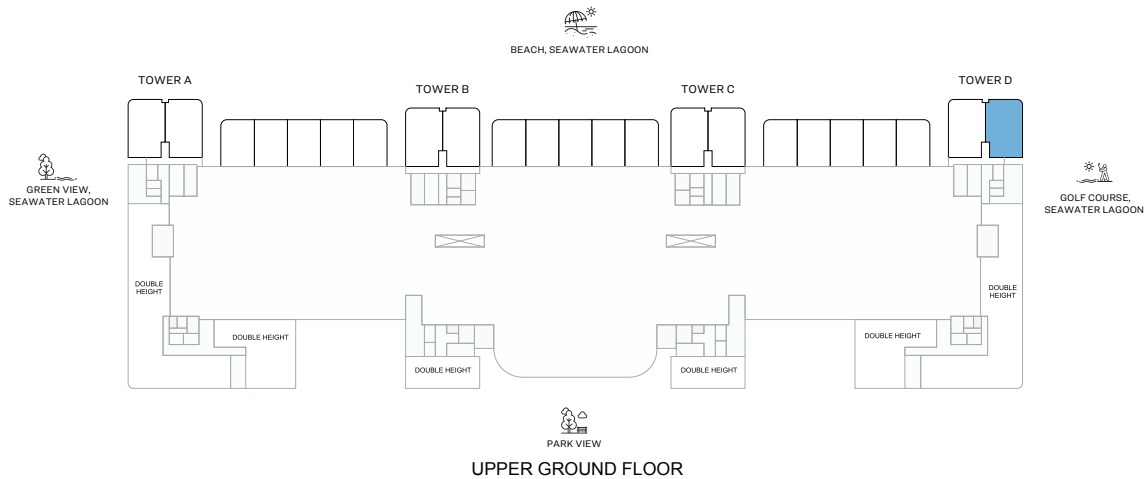 BEACH, SEAWATER LAGOON
TOWER A
TOWER B
TOWER C
TOWER D
GREEN VIEW,
SEAWATER LAGOON
GOLF COURSE,
SEAWATER LAGOON
DOUBLE
HEIGHT
DOUBLE
HEIGHT
DOUBLE HEIGHT
DOUBLE HEIGHT
DOUBLE HEIGHT
DOUBLE HEIGHT
PARK VIEW
UPPER GROUND FLOOR